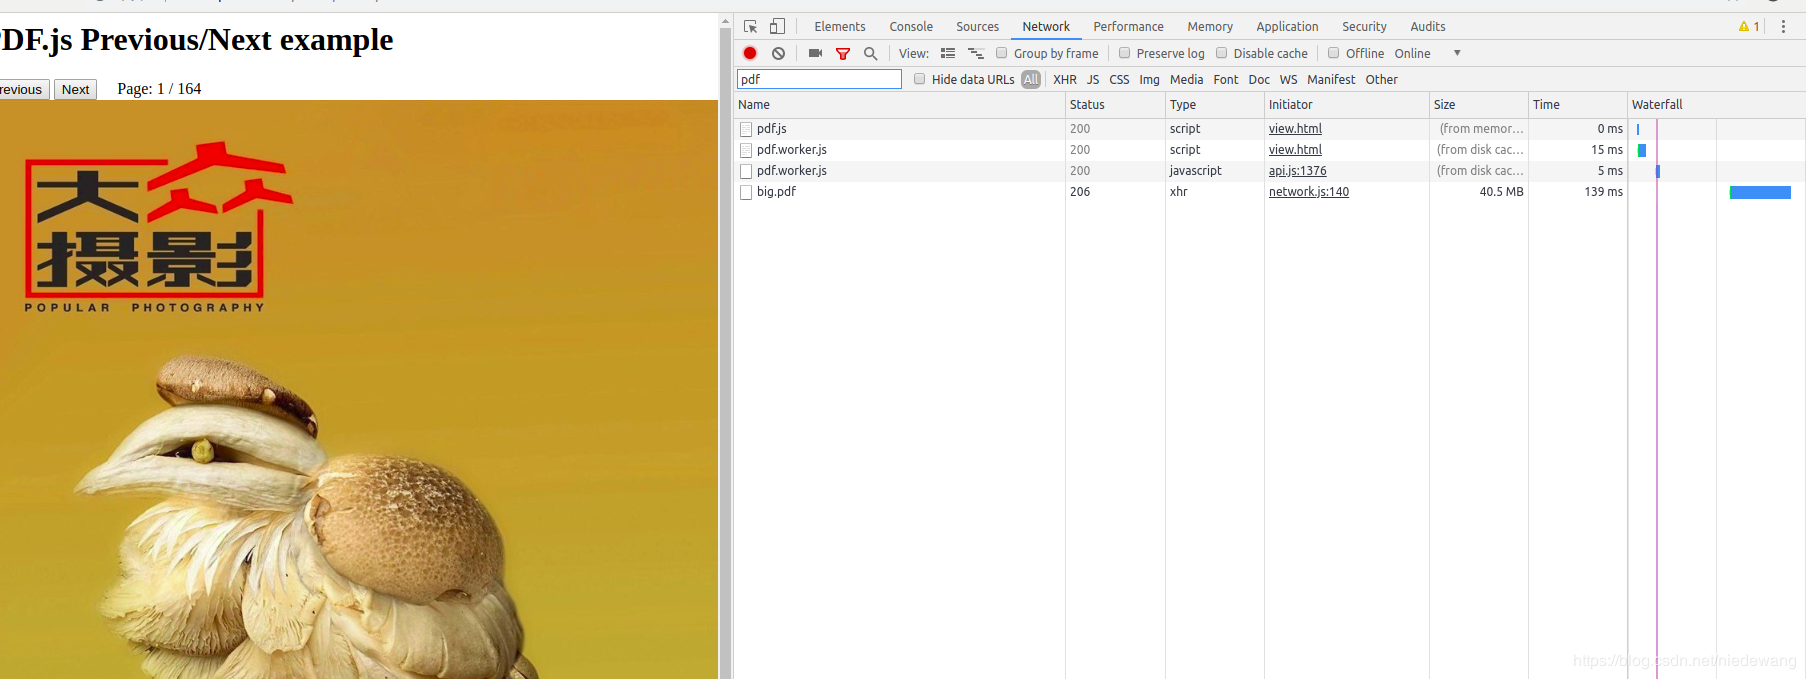 PDF.js Previous/Next example
revious Next Page: 1 / 164
大众
摄影
POPULAR PHOTOGRAPHY
Elements Console Sources Network Performance Memory Application Security Audits 1
View: Group by frame Preserve log Disable cache Offline Online
pdf Hide data URLs All XHR JS CSS Img Media Font Doc WS Manifest Other
Name Status Type Initiator Size Time Waterfall
pdf.js 200 script view.html (from memor... 0 ms
pdf.worker.js 200 script view.html (from disk cac... 15 ms
pdf.worker.js 200 javascript api.js:1376 (from disk cac... 5 ms
big.pdf 206 xhr network.js:140 40.5 MB 139 ms
https://blog.csdn.net/niedewang